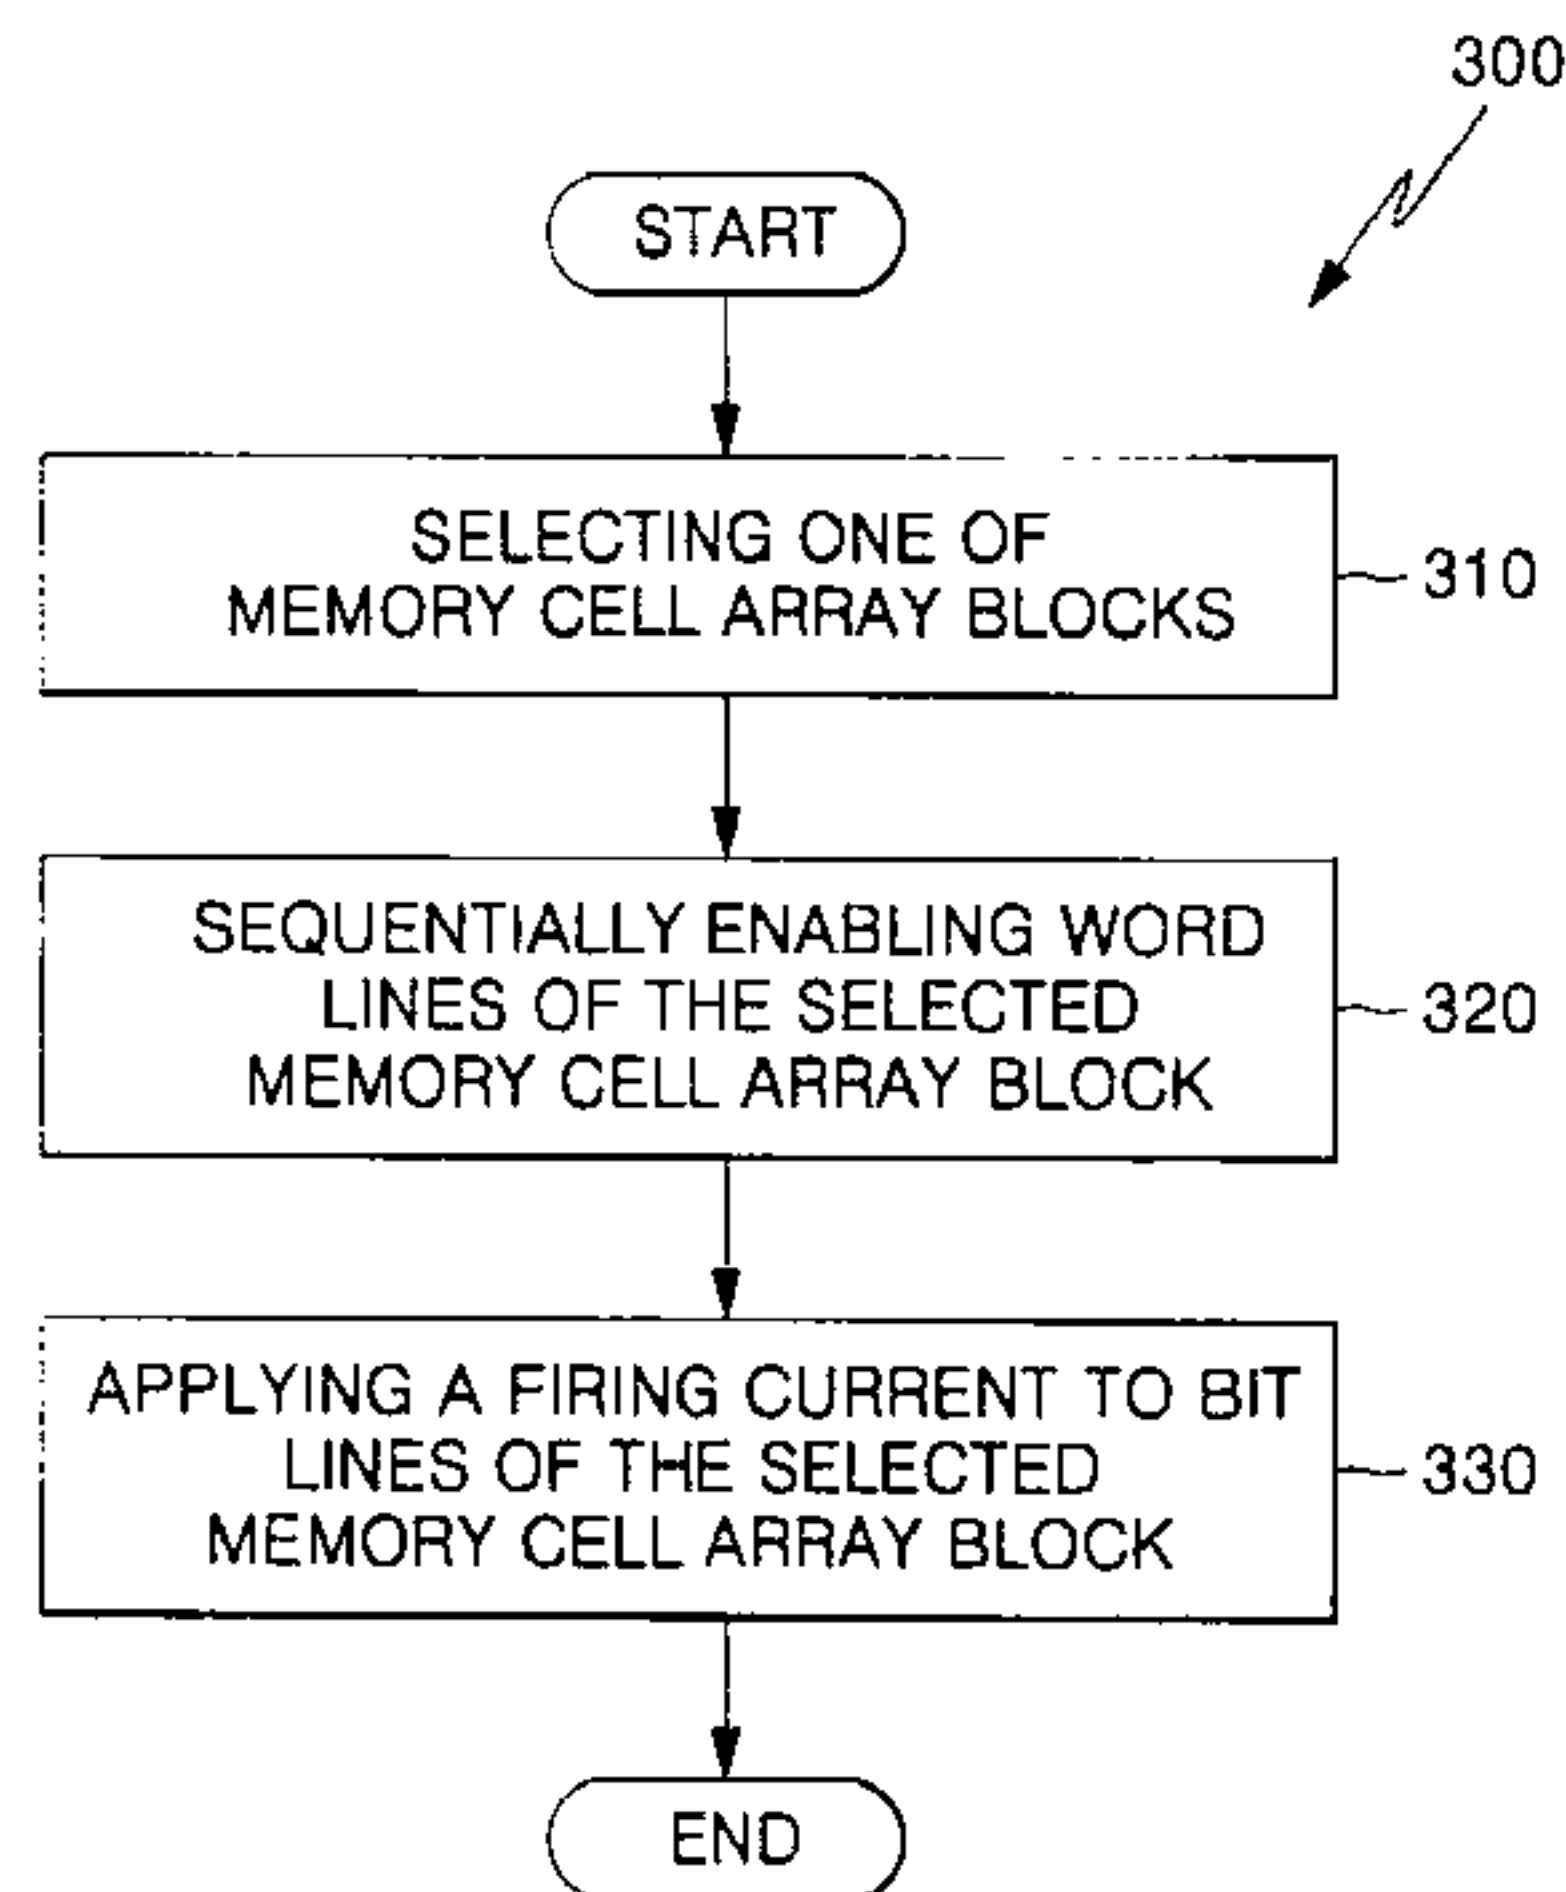 300
START
SELECTING ONE OF
MEMORY CELL ARRAY BLOCKS
310
SEQUENTIALLY ENABLING WORD
LINES OF THE SELECTED
MEMORY CELL ARRAY BLOCK
320
APPLYING A FIRING CURRENT TO BIT
LINES OF THE SELECTED
MEMORY CELL ARRAY BLOCK
330
END